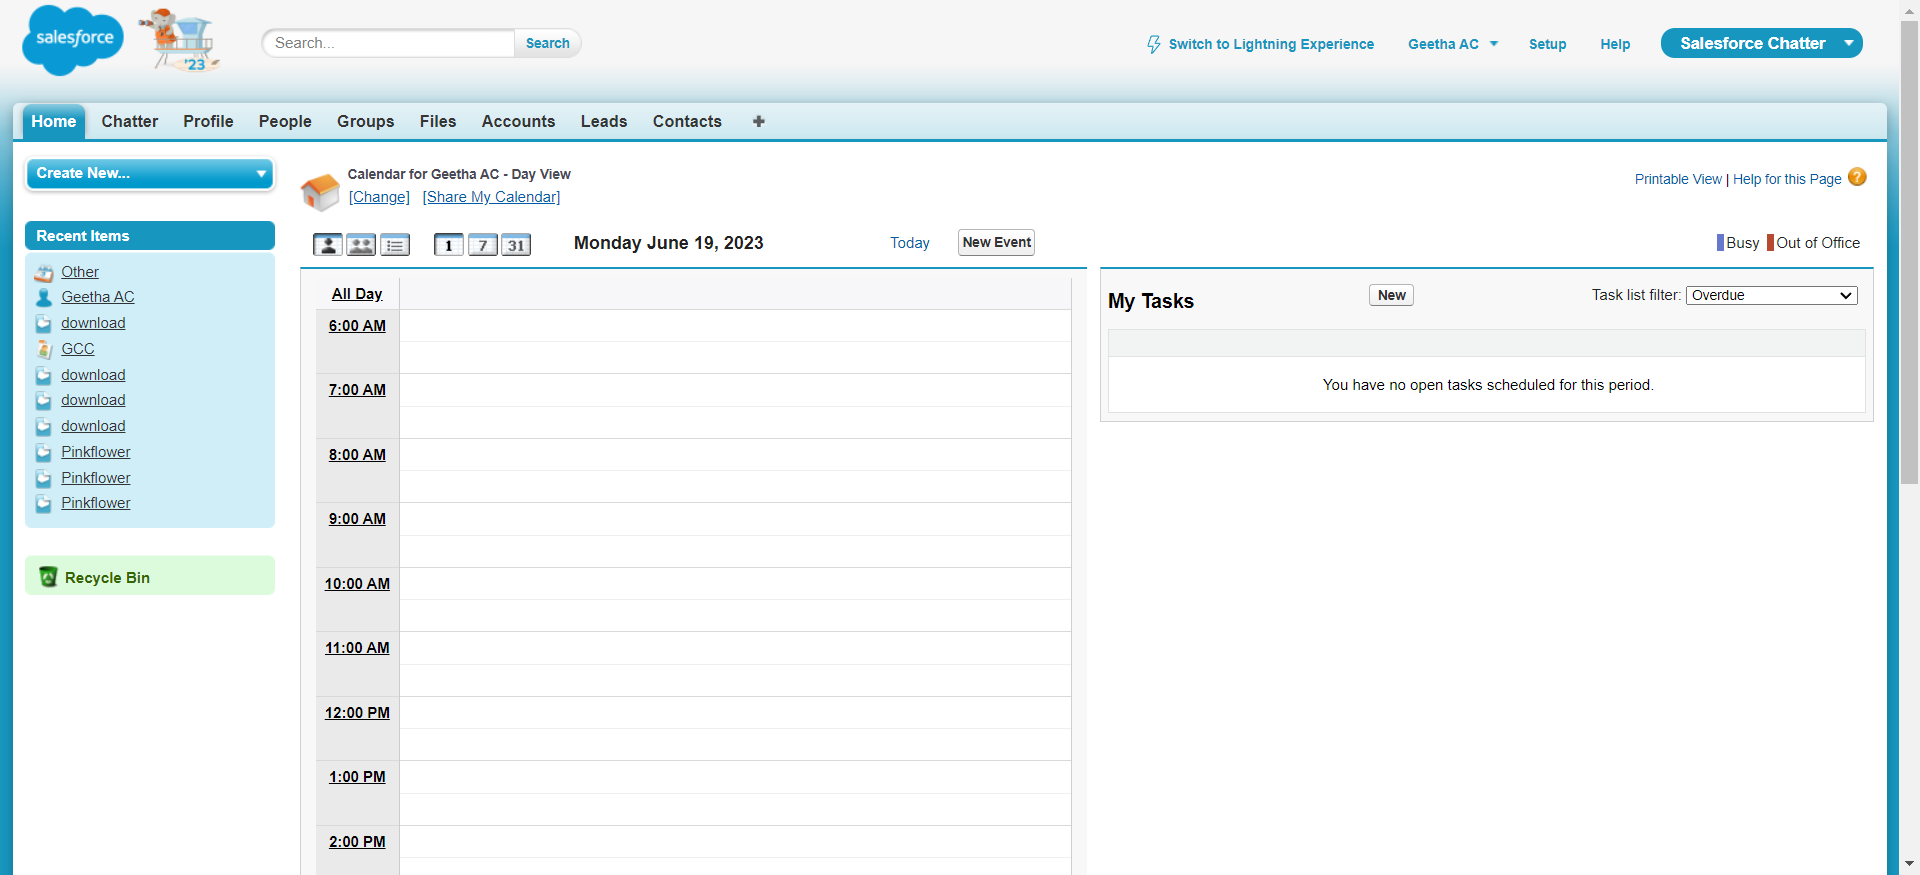 salesforce
'23
Search...
Search
Switch to Lightning Experience
Geetha AC
Setup
Help
Salesforce Chatter
Home
Chatter
Profile
People
Groups
Files
Accounts
Leads
Contacts
+
Create New...
Recent Items
Other
Geetha AC
download
GCC
download
download
download
Pinkflower
Pinkflower
Pinkflower
Recycle Bin
Calendar for Geetha AC - Day View
[Change] [Share My Calendar]
Printable View | Help for this Page ?
1
7
31
Monday June 19, 2023
Today
New Event
Busy
Out of Office
All Day
6:00 AM
7:00 AM
8:00 AM
9:00 AM
10:00 AM
11:00 AM
12:00 PM
1:00 PM
2:00 PM
My Tasks
New
Task list filter: Overdue
You have no open tasks scheduled for this period.